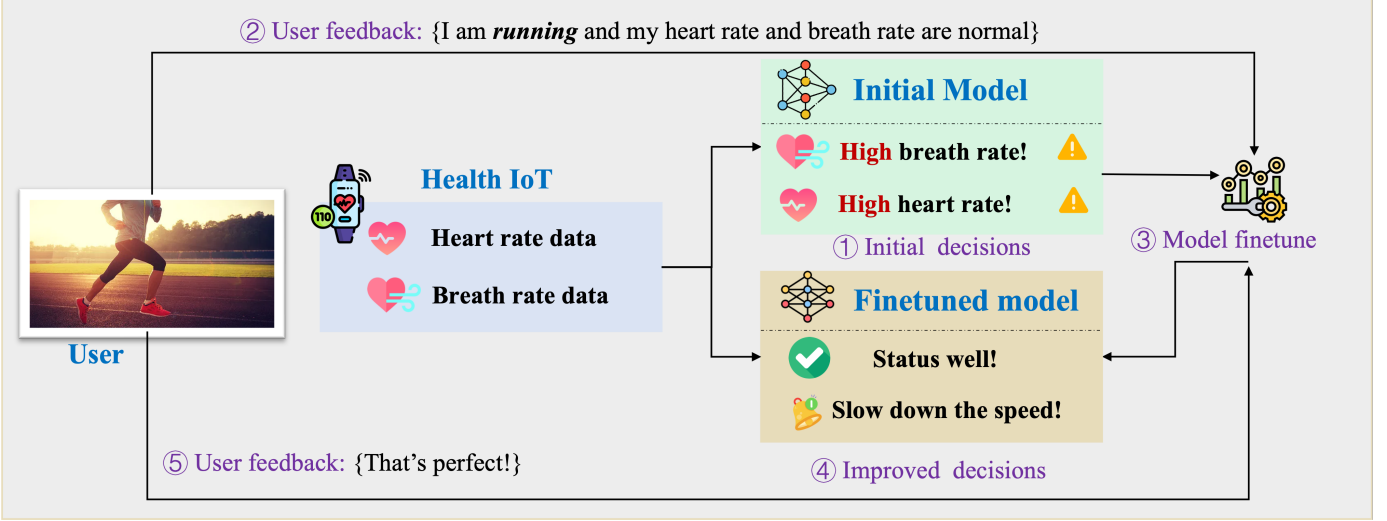 ② User feedback: {I am running and my heart rate and breath rate are normal}
Initial Model
High breath rate!
High heart rate!
① Initial decisions
Health IoT
110
Heart rate data
Breath rate data
③ Model finetune
Finetuned model
Status well!
Slow down the speed!
User
⑤ User feedback: {That's perfect!}
④ Improved decisions